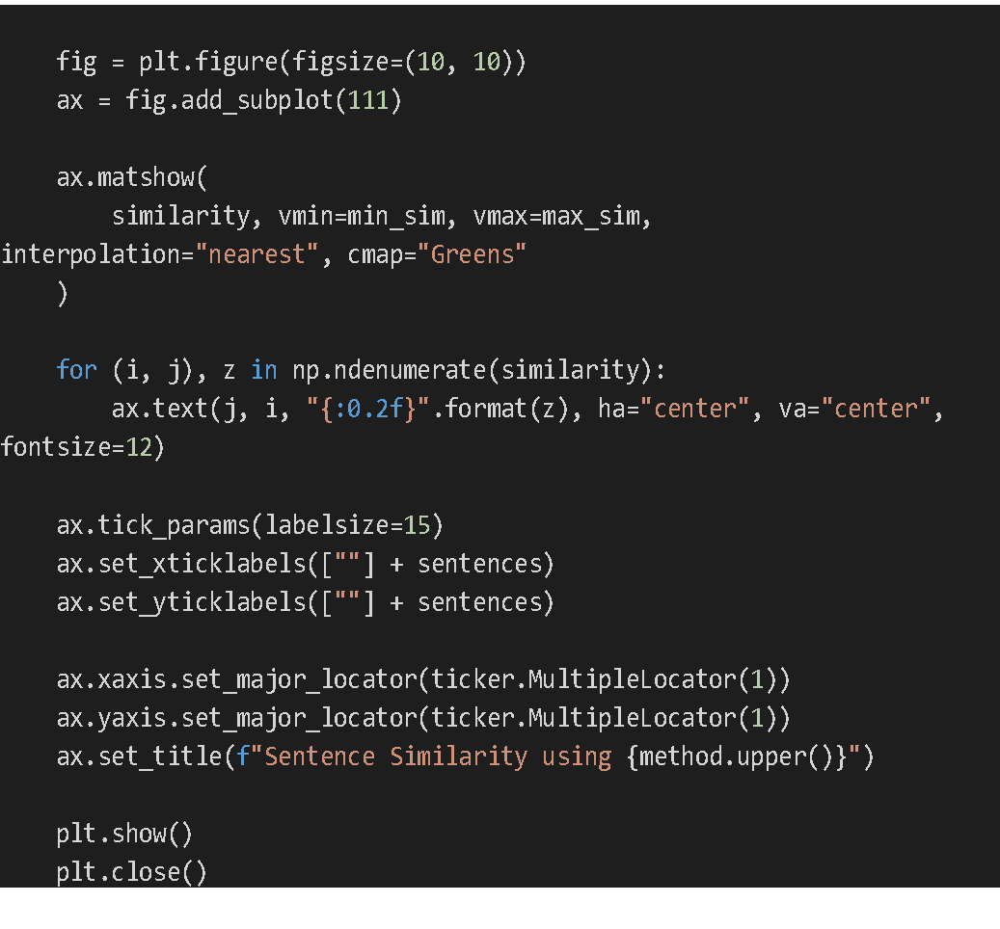 fig = plt.figure(figsize=(10, 10))
    ax = fig.add_subplot(111)

    ax.matshow(
        similarity, vmin=min_sim, vmax=max_sim,
interpolation="nearest", cmap="Greens"
    )

    for (i, j), z in np.ndenumerate(similarity):
        ax.text(j, i, "{:0.2f}".format(z), ha="center", va="center",
fontsize=12)

    ax.tick_params(labelsize=15)
    ax.set_xticklabels([""] + sentences)
    ax.set_yticklabels([""] + sentences)

    ax.xaxis.set_major_locator(ticker.MultipleLocator(1))
    ax.yaxis.set_major_locator(ticker.MultipleLocator(1))
    ax.set_title(f"Sentence Similarity using {method.upper()}")

    plt.show()
    plt.close()